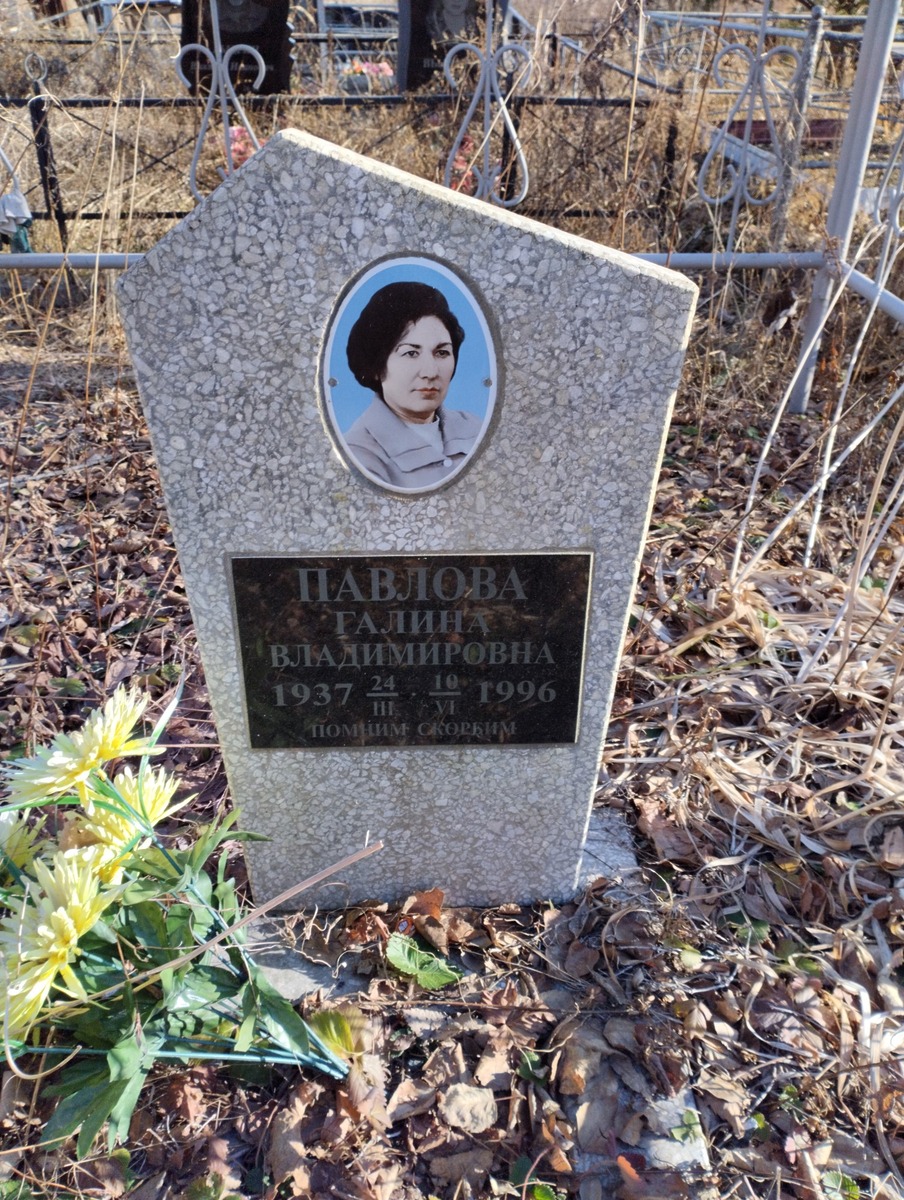 ПАВЛОВА
ГАЛИНА
ВЛАДИМИРОВНА
1937 24/III · 10/VI 1996
ПОМНИМ СКОРБИМ